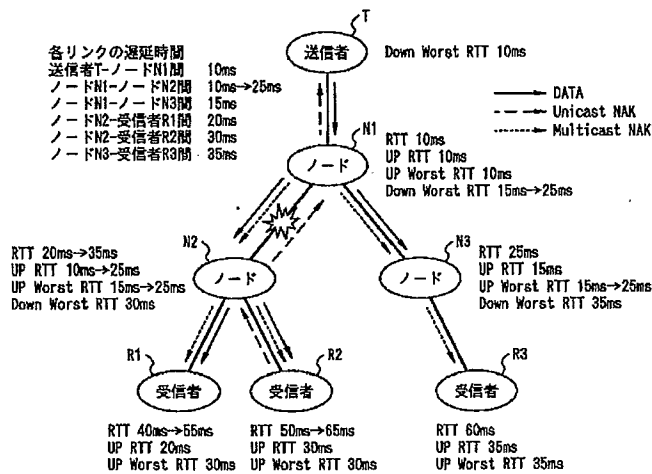 T
各リンクの遅延時間
送信者T-ノードN1間 10ms
ノードN1-ノードN2間 10ms→25ms
ノードN1-ノードN3間 15ms
ノードN2-受信者R1間 20ms
ノードN2-受信者R2間 30ms
ノードN3-受信者R3間 35ms
送信者
Down Worst RTT 10ms
DATA
Unicast NAK
Multicast NAK
N1
ノード
RTT 10ms
UP RTT 10ms
UP Worst RTT 10ms
Down Worst RTT 15ms→25ms
N2
ノード
RTT 20ms→35ms
UP RTT 10ms→25ms
UP Worst RTT 15ms→25ms
Down Worst RTT 30ms
N3
ノード
RTT 25ms
UP RTT 15ms
UP Worst RTT 15ms→25ms
Down Worst RTT 35ms
R1
受信者
RTT 40ms→55ms
UP RTT 20ms
UP Worst RTT 30ms
R2
受信者
RTT 50ms→65ms
UP RTT 30ms
UP Worst RTT 30ms
R3
受信者
RTT 60ms
UP RTT 35ms
UP Worst RTT 35ms